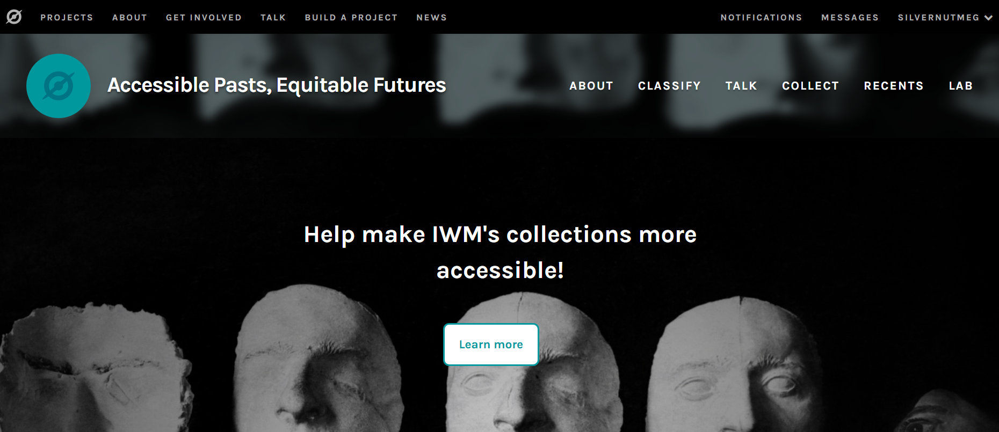 PROJECTS ABOUT GET INVOLVED TALK BUILD A PROJECT NEWS NOTIFICATIONS MESSAGES SILVERNUTMEG
Accessible Pasts, Equitable Futures ABOUT CLASSIFY TALK COLLECT RECENTS LAB
Help make IWM's collections more
accessible!
Learn more